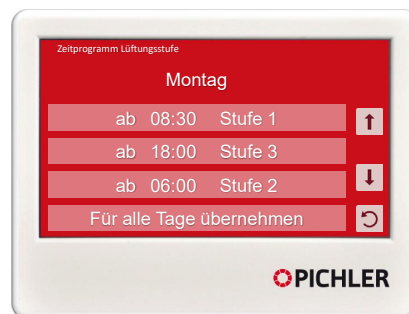 Zeitprogramm Lüftungsstufe
Montag
ab 08:30 Stufe 1
ab 18:00 Stufe 3
ab 06:00 Stufe 2
Für alle Tage übernehmen
PICHLER